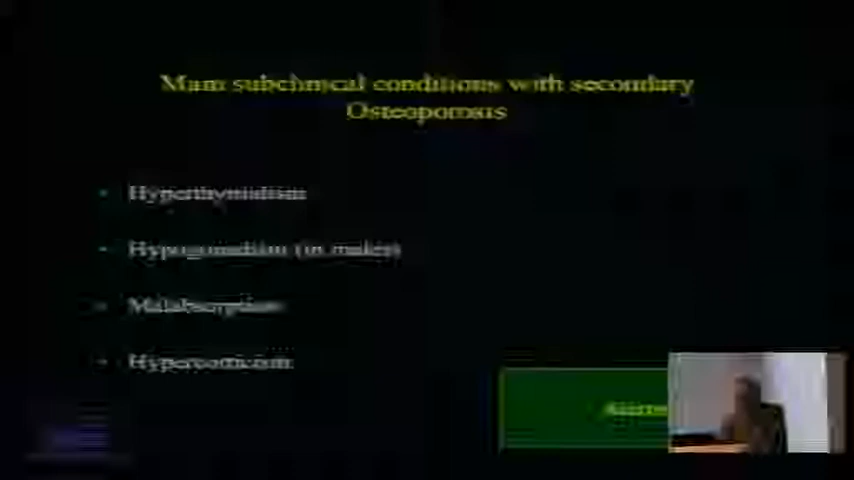 Main subclinical conditions with secondary
Osteoporosis
• Hyperthyroidism
• Hypogonadism (in males)
• Malabsorption
• Hypercorticism